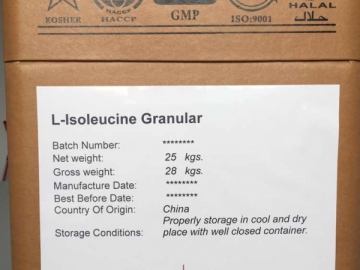 KOSHER HACCP GMP ISO:9001 HALAL
حلال
L-Isoleucine Granular
Batch Number: ********
Net weight: 25 kgs.
Gross weight: 28 kgs.
Manufacture Date: ********
Best Before Date: ********
Country Of Origin: China
Properly storage in cool and dry
Storage Conditions: place with well closed container.